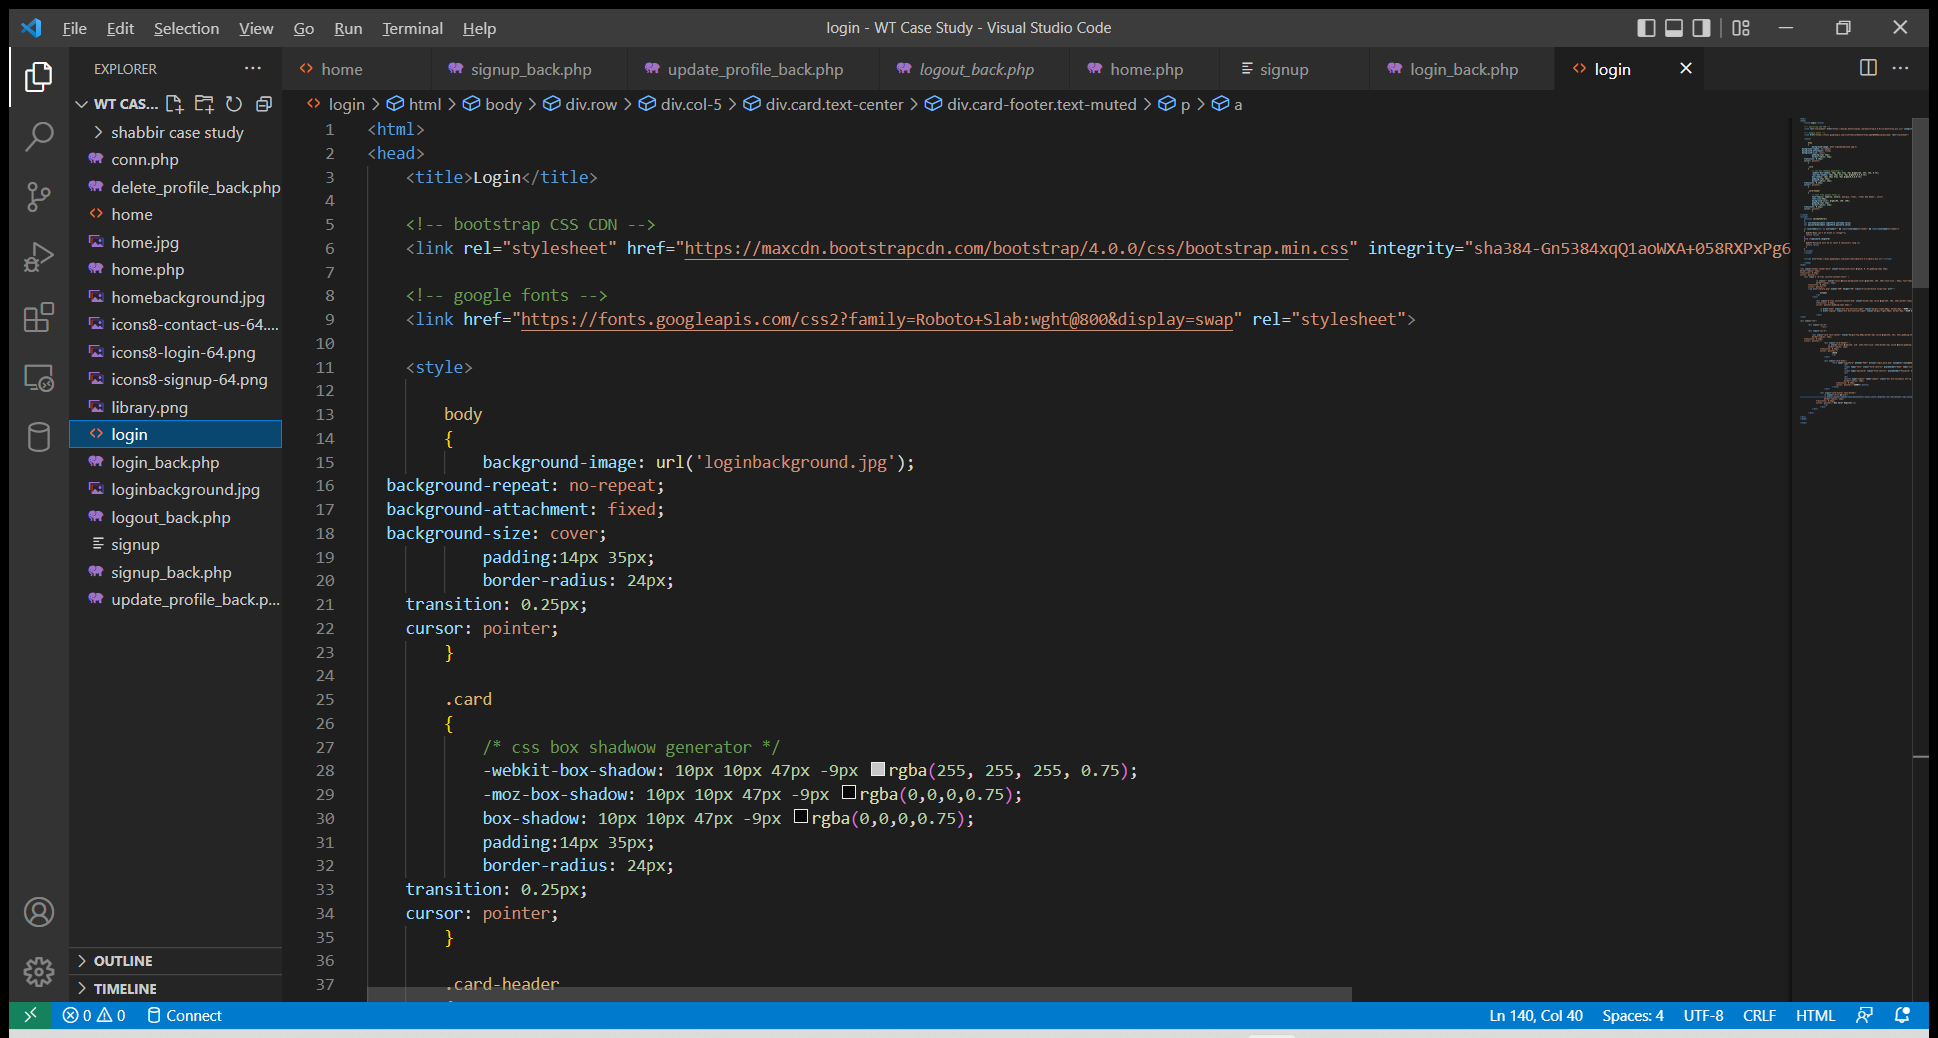 File Edit Selection View Go Run Terminal Help login - WT Case Study - Visual Studio Code
EXPLORER
home signup_back.php update_profile_back.php logout_back.php home.php signup login_back.php login
WT CAS...
login > html > body > div.row > div.col-5 > div.card.text-center > div.card-footer.text-muted > p > a
shabbir case study
conn.php
delete_profile_back.php
home
home.jpg
home.php
homebackground.jpg
icons8-contact-us-64....
icons8-login-64.png
icons8-signup-64.png
library.png
login
login_back.php
loginbackground.jpg
logout_back.php
signup
signup_back.php
update_profile_back.p...
OUTLINE
TIMELINE
1 <html>
2 <head>
3 <title>Login</title>
4
5 <!-- bootstrap CSS CDN -->
6 <link rel="stylesheet" href="https://maxcdn.bootstrapcdn.com/bootstrap/4.0.0/css/bootstrap.min.css" integrity="sha384-Gn5384xqQ1aoWXA+058RXPxPg6
7
8 <!-- google fonts -->
9 <link href="https://fonts.googleapis.com/css2?family=Roboto+Slab:wght@800&display=swap" rel="stylesheet">
10
11 <style>
12
13 body
14 {
15 background-image: url('loginbackground.jpg');
16 background-repeat: no-repeat;
17 background-attachment: fixed;
18 background-size: cover;
19 padding:14px 35px;
20 border-radius: 24px;
21 transition: 0.25px;
22 cursor: pointer;
23 }
24
25 .card
26 {
27 /* css box shadwow generator */
28 -webkit-box-shadow: 10px 10px 47px -9px rgba(255, 255, 255, 0.75);
29 -moz-box-shadow: 10px 10px 47px -9px rgba(0,0,0,0.75);
30 box-shadow: 10px 10px 47px -9px rgba(0,0,0,0.75);
31 padding:14px 35px;
32 border-radius: 24px;
33 transition: 0.25px;
34 cursor: pointer;
35 }
36
37 .card-header
0 0 Connect Ln 140, Col 40 Spaces: 4 UTF-8 CRLF HTML